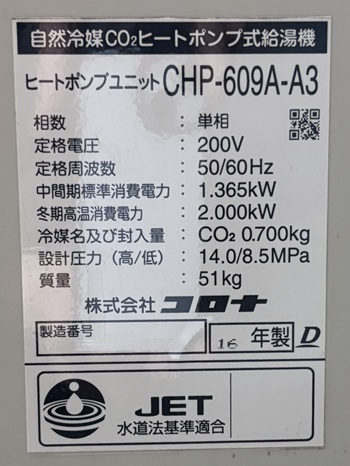 自然冷媒CO₂ヒートポンプ式給湯機
ヒートポンプユニット CHP-609A-A3
相数 : 単相
定格電圧 : 200V
定格周波数 : 50/60Hz
中間期標準消費電力 : 1.365kW
冬期高温消費電力 : 2.000kW
冷媒名及び封入量 : CO₂ 0.700kg
設計圧力（高/低） : 14.0/8.5MPa
質量 : 51kg
株式会社 コロナ
製造番号
16 年製 D
JET
水道法基準適合